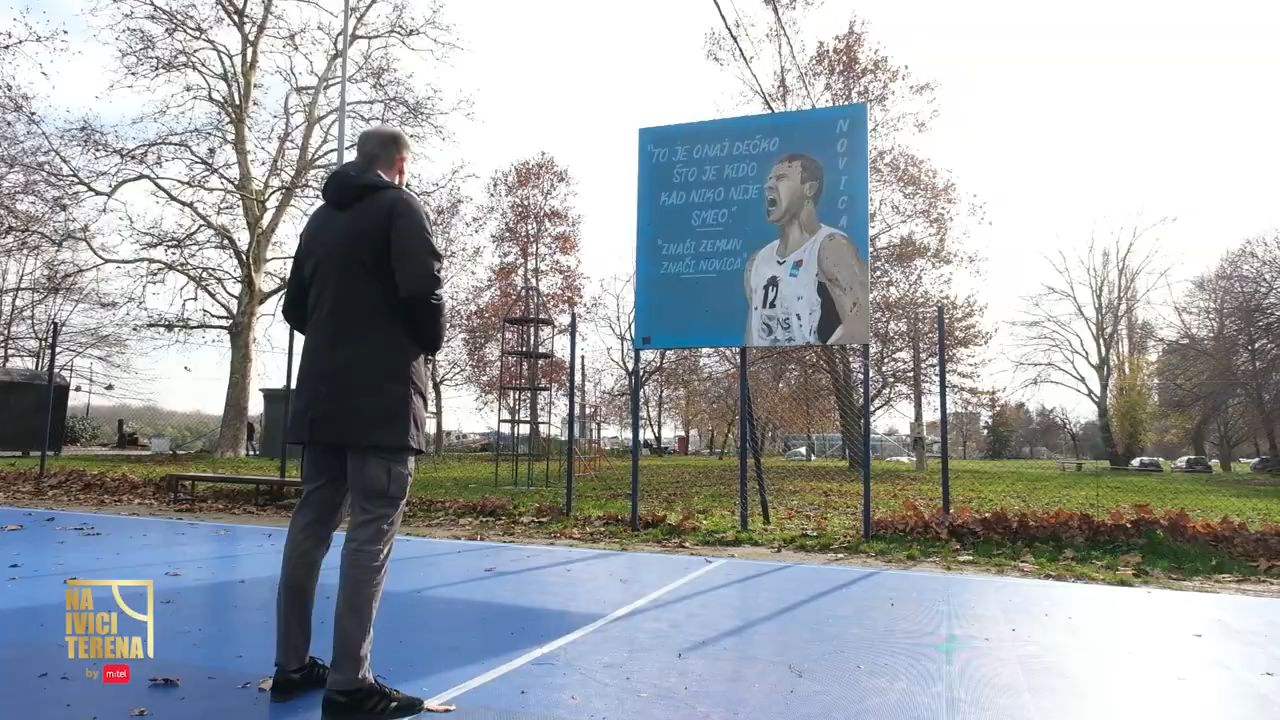 "TO JE ONAJ DEČKO
ŠTO JE KIDO
KAD NIKO NIJE
SMEO."
"ZNAČI ZEMUN
ZNAČI NOVICA"
NOVICA
12
NIS
NA
IVICI
TERENA
by m:tel